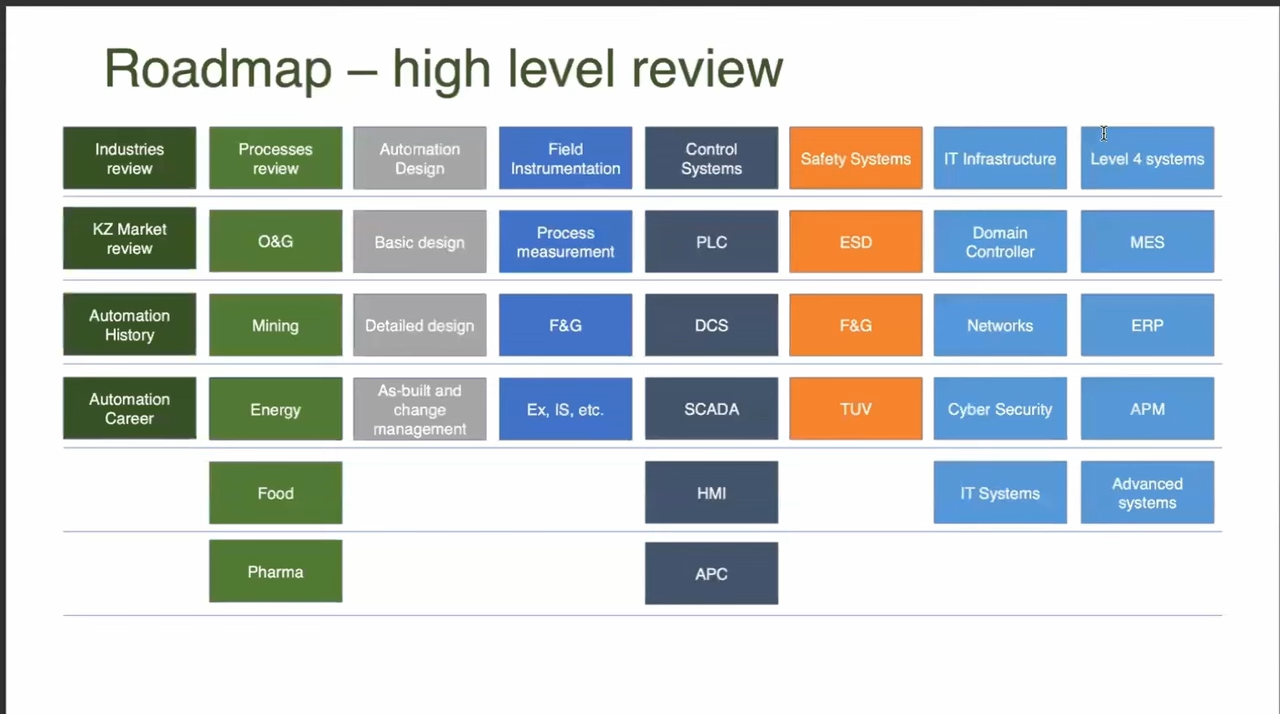 Roadmap – high level review
Industries
review
Processes
review
Automation
Design
Field
Instrumentation
Control
Systems
Safety Systems
IT Infrastructure
Level 4 systems
KZ Market
review
O&G
Basic design
Process
measurement
PLC
ESD
Domain
Controller
MES
Automation
History
Mining
Detailed design
F&G
DCS
F&G
Networks
ERP
Automation
Career
Energy
As-built and
change
management
Ex, IS, etc.
SCADA
TUV
Cyber Security
APM
Food
HMI
IT Systems
Advanced
systems
Pharma
APC